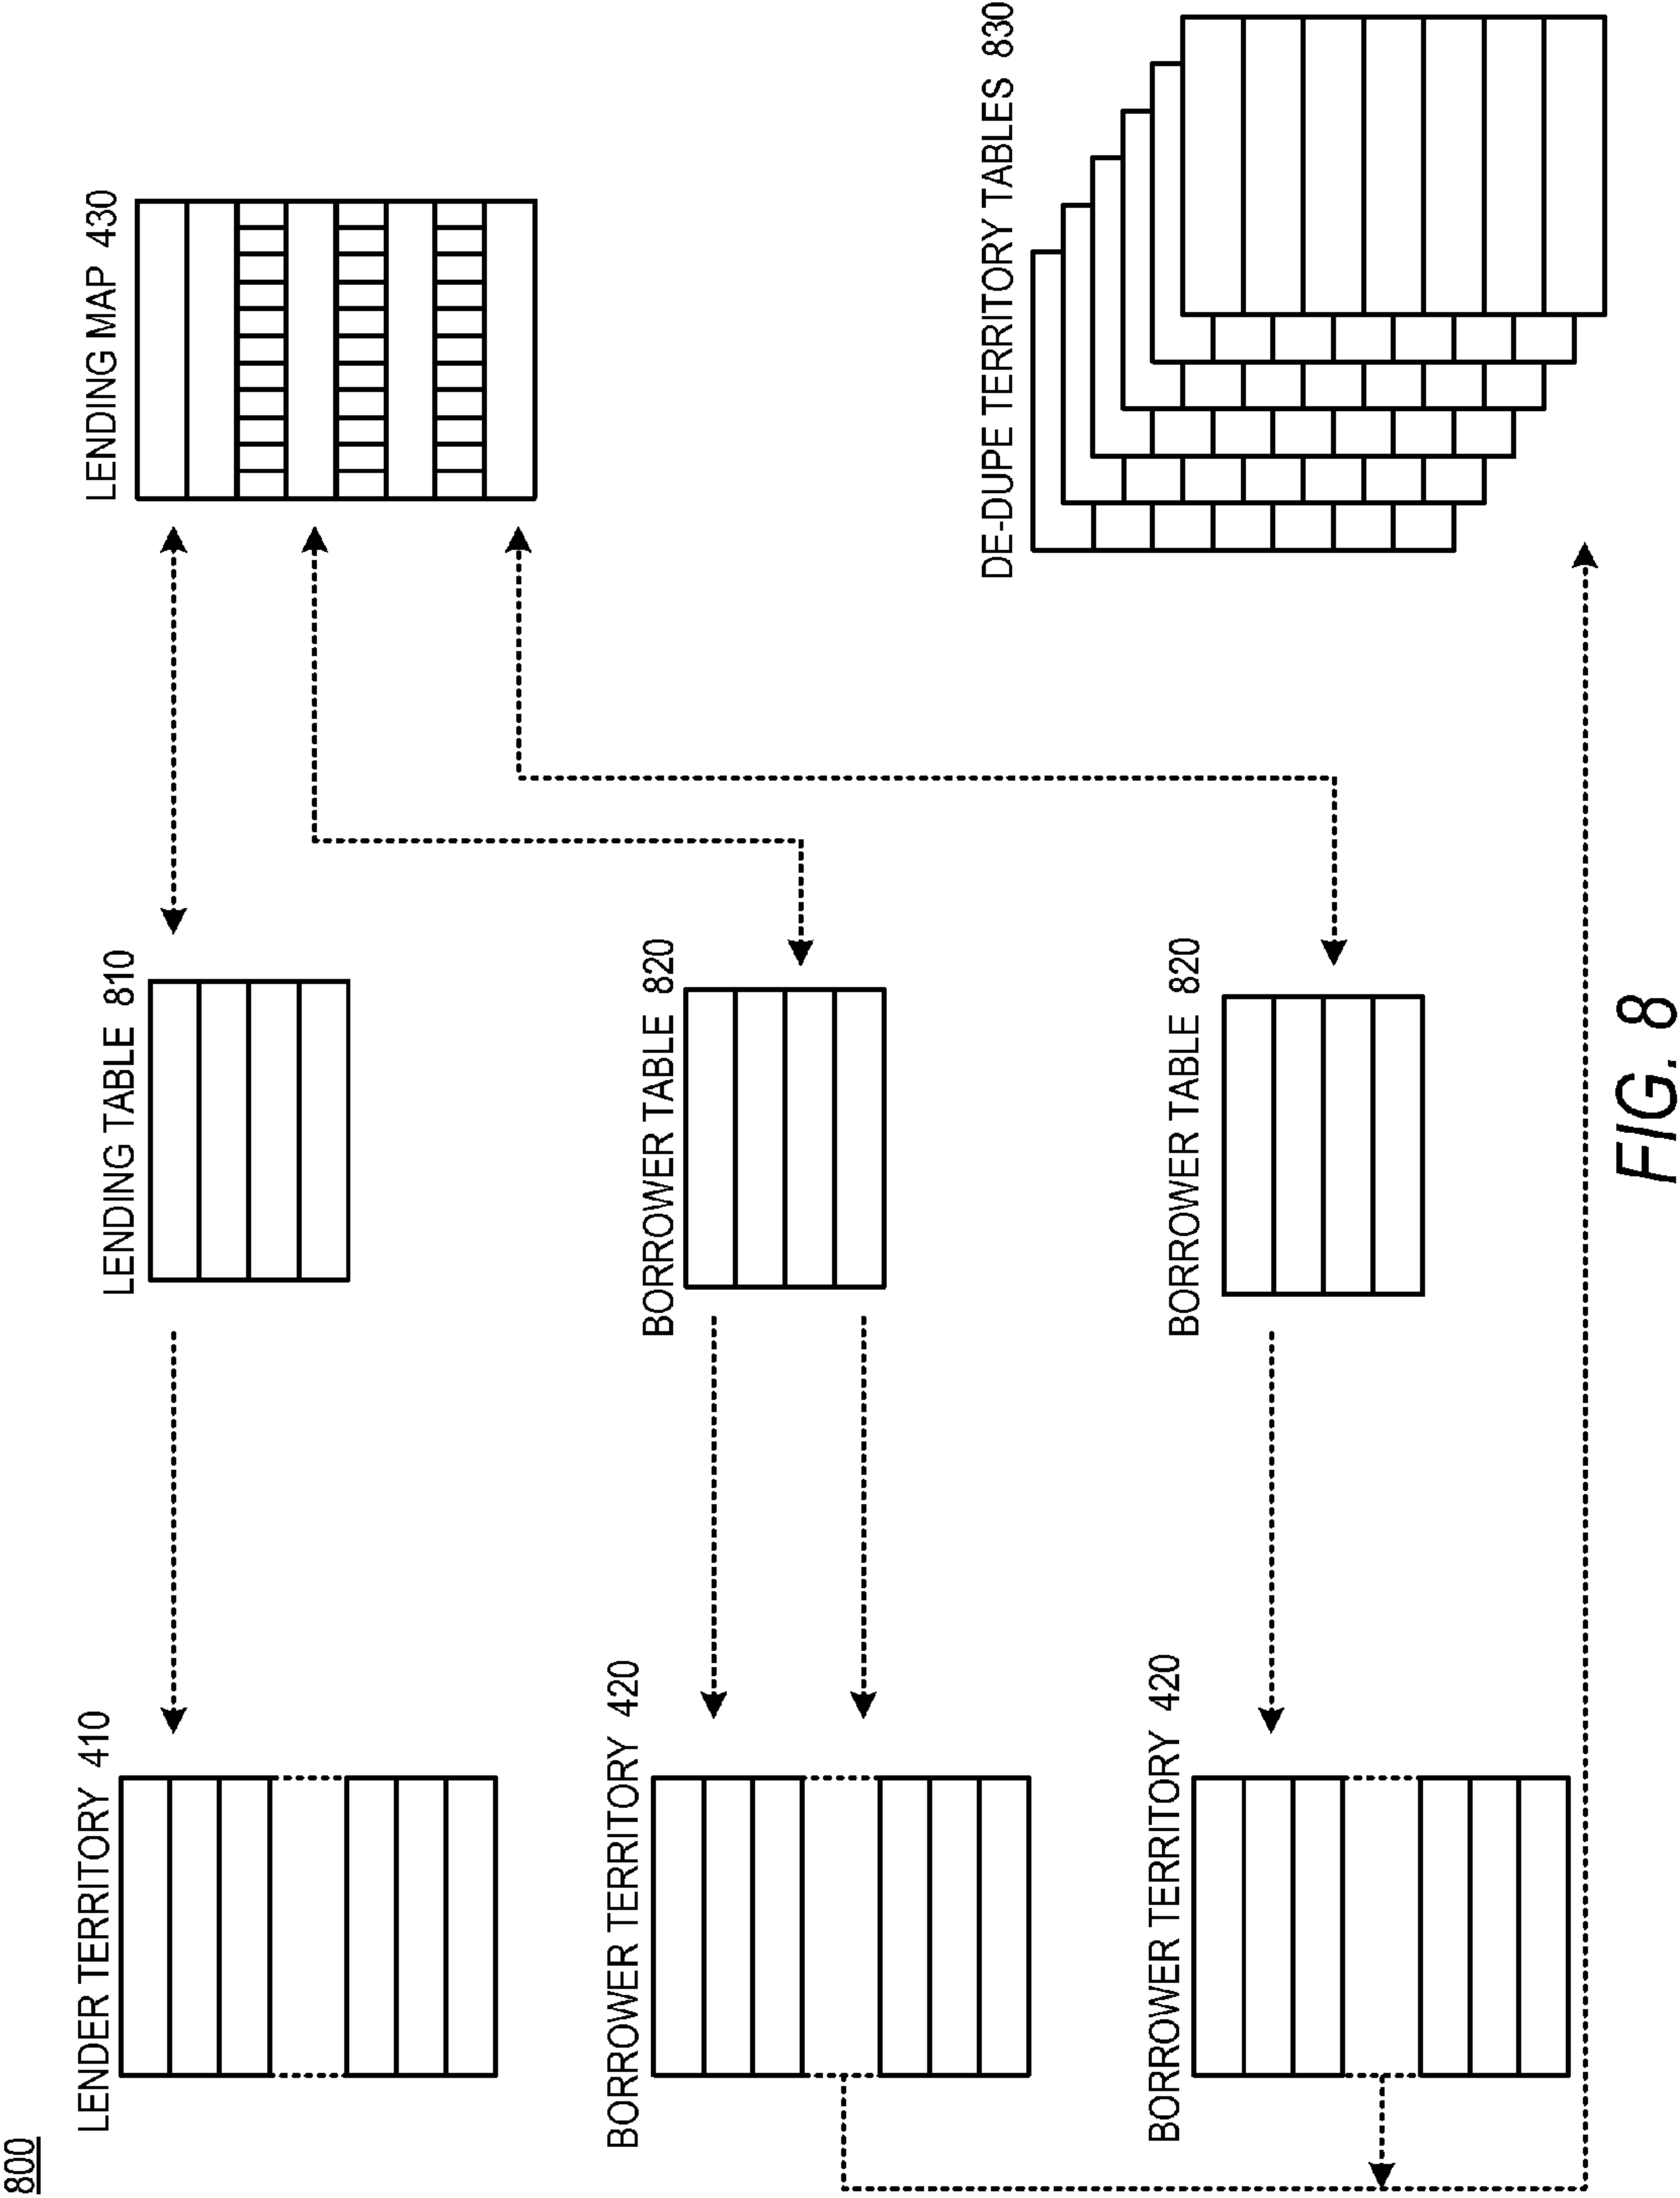 800
LENDER TERRITORY 410
LENDING TABLE 810
LENDING MAP 430
BORROWER TERRITORY 420
BORROWER TABLE 820
BORROWER TERRITORY 420
BORROWER TABLE 820
DE-DUPE TERRITORY TABLES 830
FIG. 8